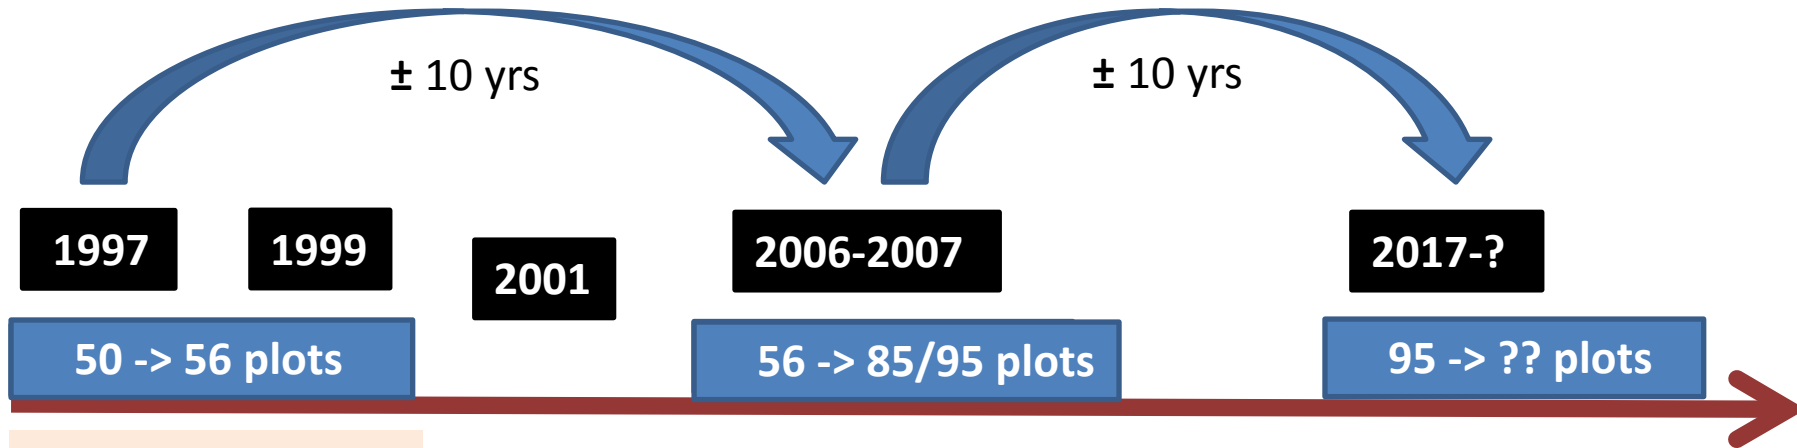 ± 10 yrs
± 10 yrs
1997
1999
2001
2006-2007
2017-?
50 -> 56 plots
56 -> 85/95 plots
95 -> ?? plots